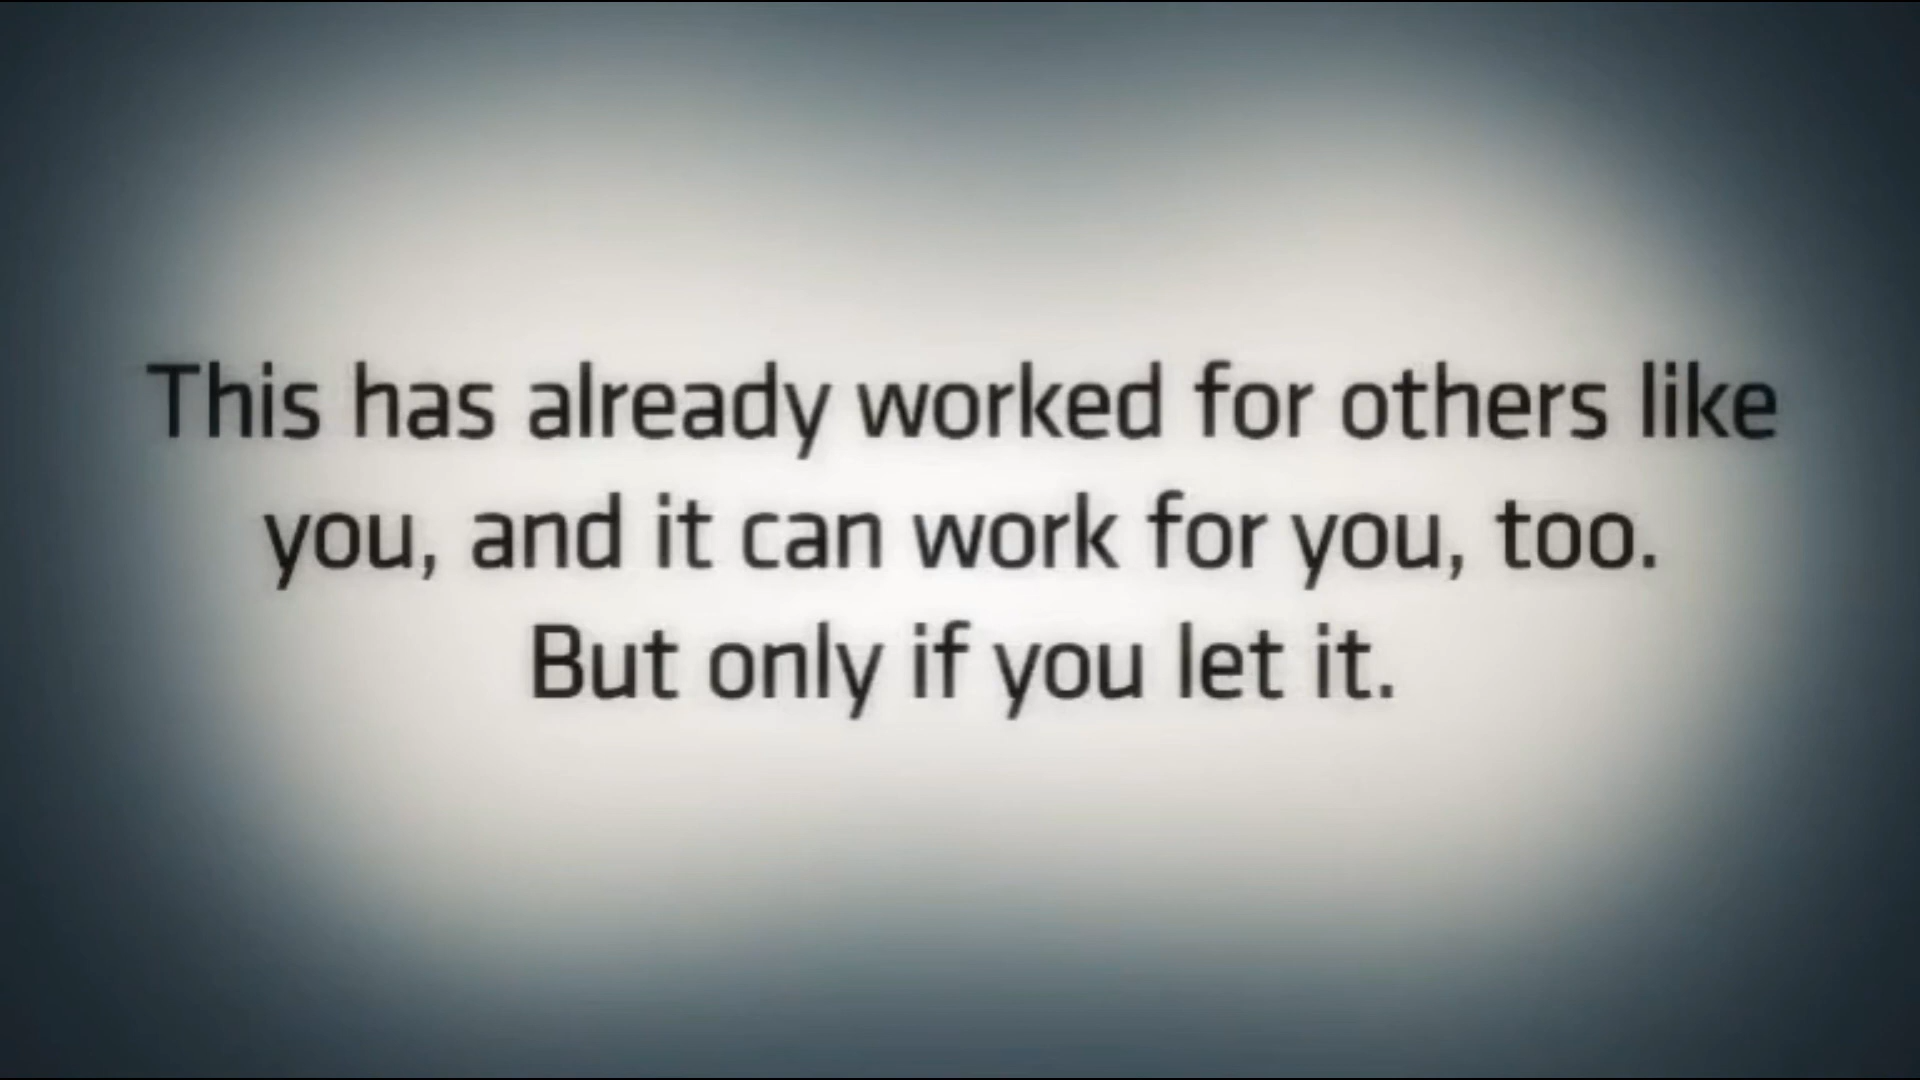 This has already worked for others like
you, and it can work for you, too.
But only if you let it.